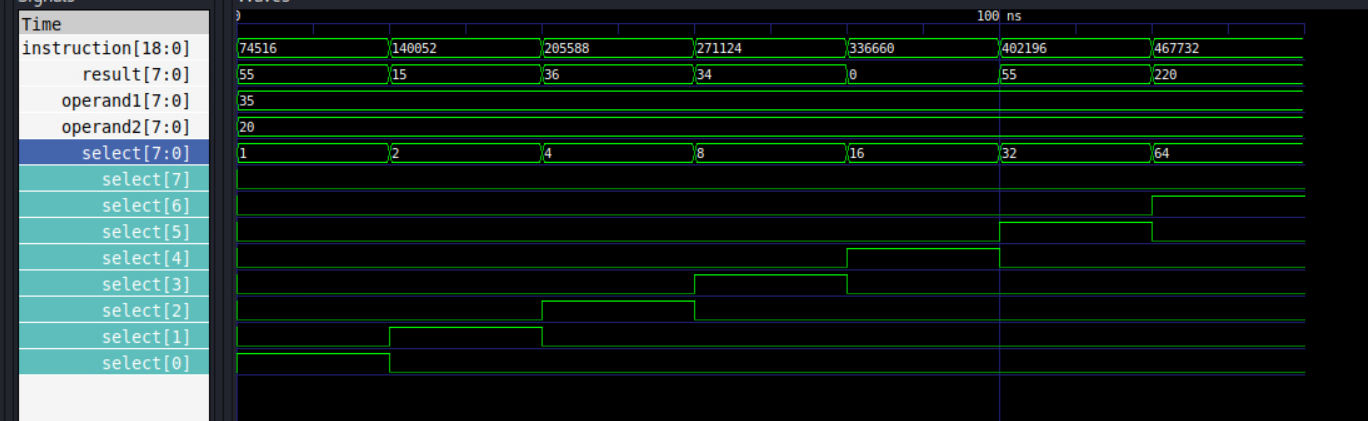 Signals Waves
Time 0 100 ns
instruction[18:0] 74516 140052 205588 271124 336660 402196 467732
result[7:0] 55 15 36 34 0 55 220
operand1[7:0] 35
operand2[7:0] 20
select[7:0] 1 2 4 8 16 32 64
select[7]
select[6]
select[5]
select[4]
select[3]
select[2]
select[1]
select[0]